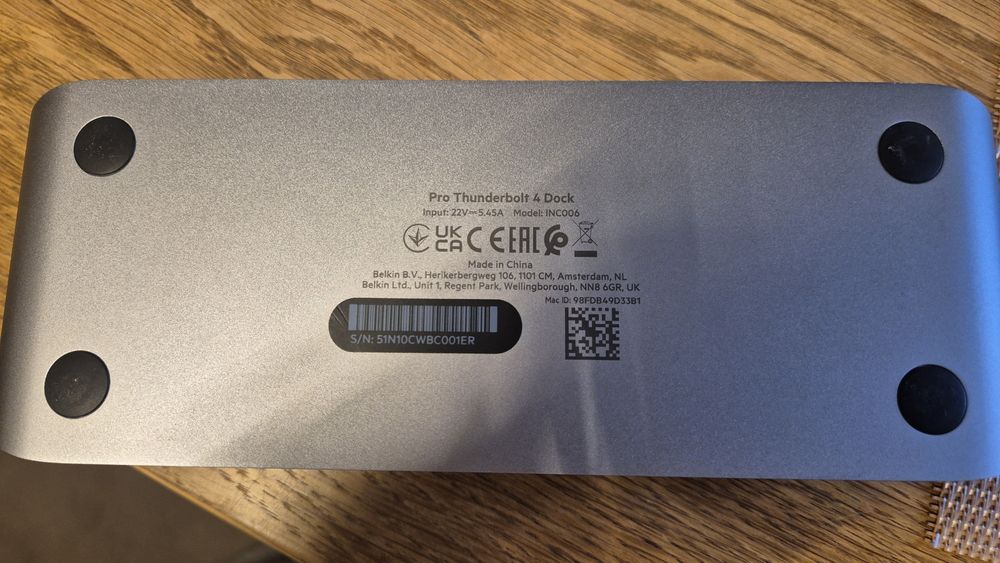 Pro Thunderbolt 4 Dock
Input: 22V⎓5.45A Model: INC006
UK CA CE EAC
Made in China
Belkin B.V., Herikerbergweg 106, 1101 CM, Amsterdam, NL
Belkin Ltd., Unit 1, Regent Park, Wellingborough, NN8 6GR, UK
Mac ID: 98FDB49D33B1
S/N: 51N10CWBC001ER